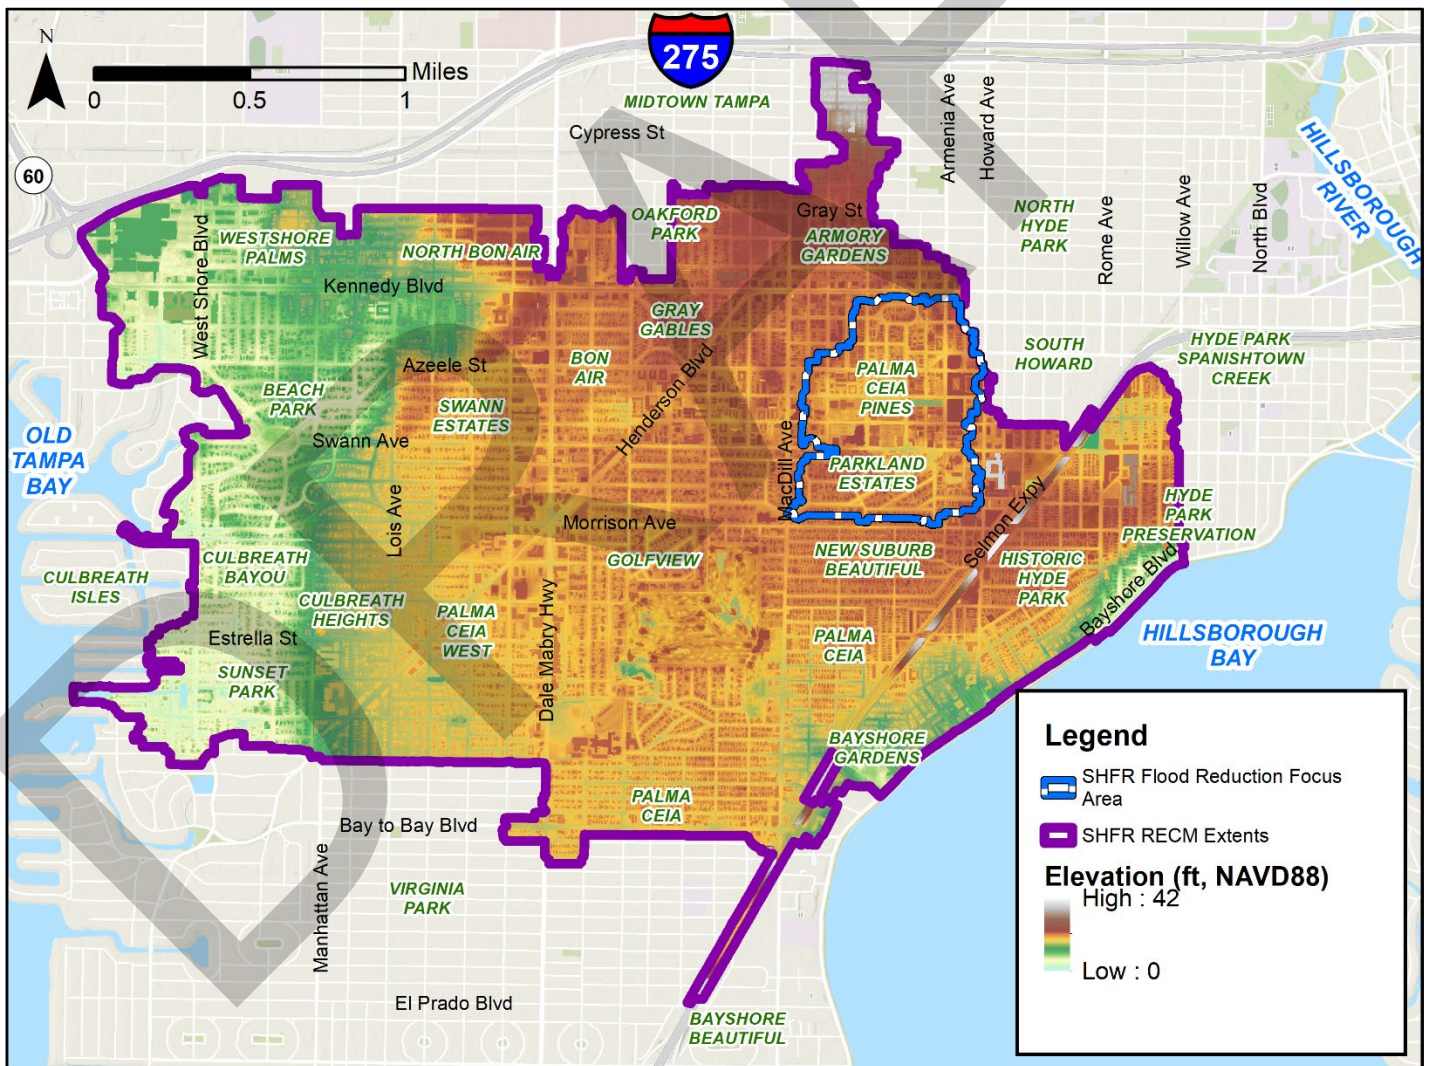 N
Miles
0
0.5
1
275
MIDTOWN TAMPA
Cypress St
Armenia Ave
Howard Ave
HILLSBOROUGH
RIVER
60
West Shore Blvd
WESTSHORE
PALMS
NORTH BON AIR
OAKFORD
PARK
Gray St
ARMORY
GARDENS
NORTH
HYDE
PARK
Rome Ave
Willow Ave
North Blvd
Kennedy Blvd
GRAY
GABLES
Henderson Blvd
SOUTH
HOWARD
HYDE PARK
SPANISHTOWN
CREEK
Azeele St
BON
AIR
PALMA
CEIA
PINES
BEACH
PARK
SWANN
ESTATES
Swann Ave
OLD
TAMPA
BAY
MacDill Ave
PARKLAND
ESTATES
Lois Ave
Morrison Ave
Selmon Expy
HYDE
PARK
PRESERVATION
CULBREATH
ISLES
CULBREATH
BAYOU
GOLFVIEW
NEW SUBURB
BEAUTIFUL
HISTORIC
HYDE
PARK
Bayshore Blvd
CULBREATH
HEIGHTS
PALMA
CEIA
WEST
Dale Mabry Hwy
Estrella St
PALMA
CEIA
HILLSBOROUGH
BAY
SUNSET
PARK
BAYSHORE
GARDENS
PALMA
CEIA
Bay to Bay Blvd
Manhattan Ave
VIRGINIA
PARK
El Prado Blvd
BAYSHORE
BEAUTIFUL
Legend
SHFR Flood Reduction Focus
Area
SHFR RECM Extents
Elevation (ft, NAVD88)
High : 42
Low : 0
DRAFT